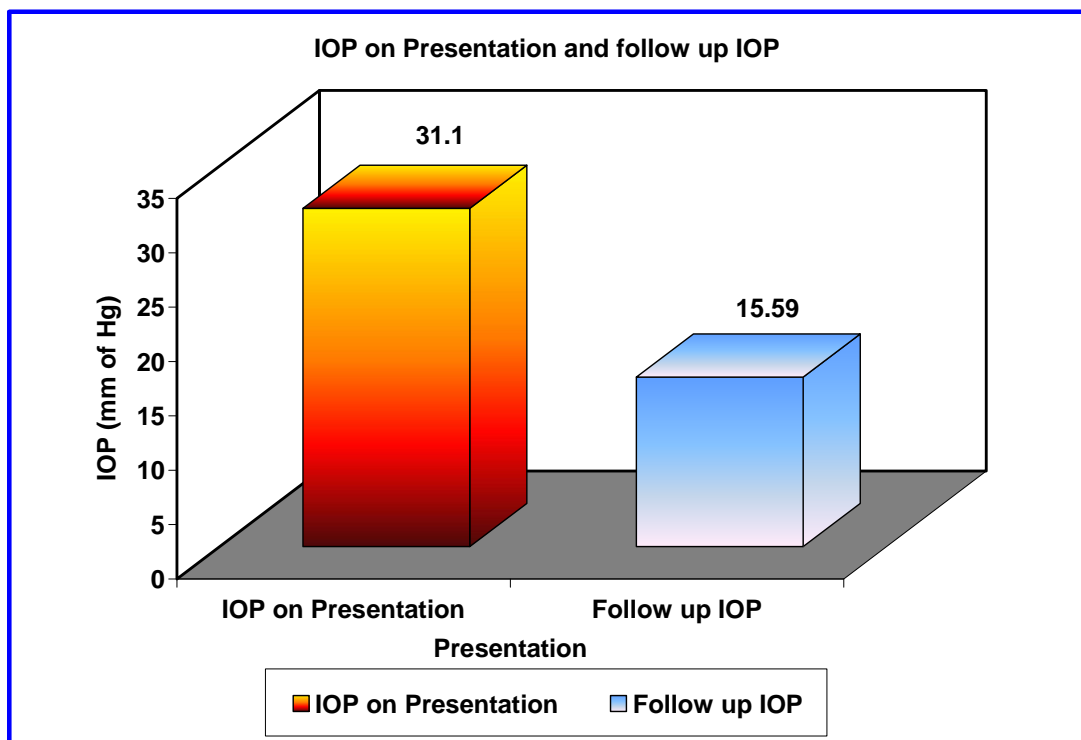 IOP on Presentation and follow up IOP
31.1
15.59
35
30
25
20
15
10
5
0
IOP (mm of Hg)
IOP on Presentation
Follow up IOP
Presentation
IOP on Presentation
Follow up IOP